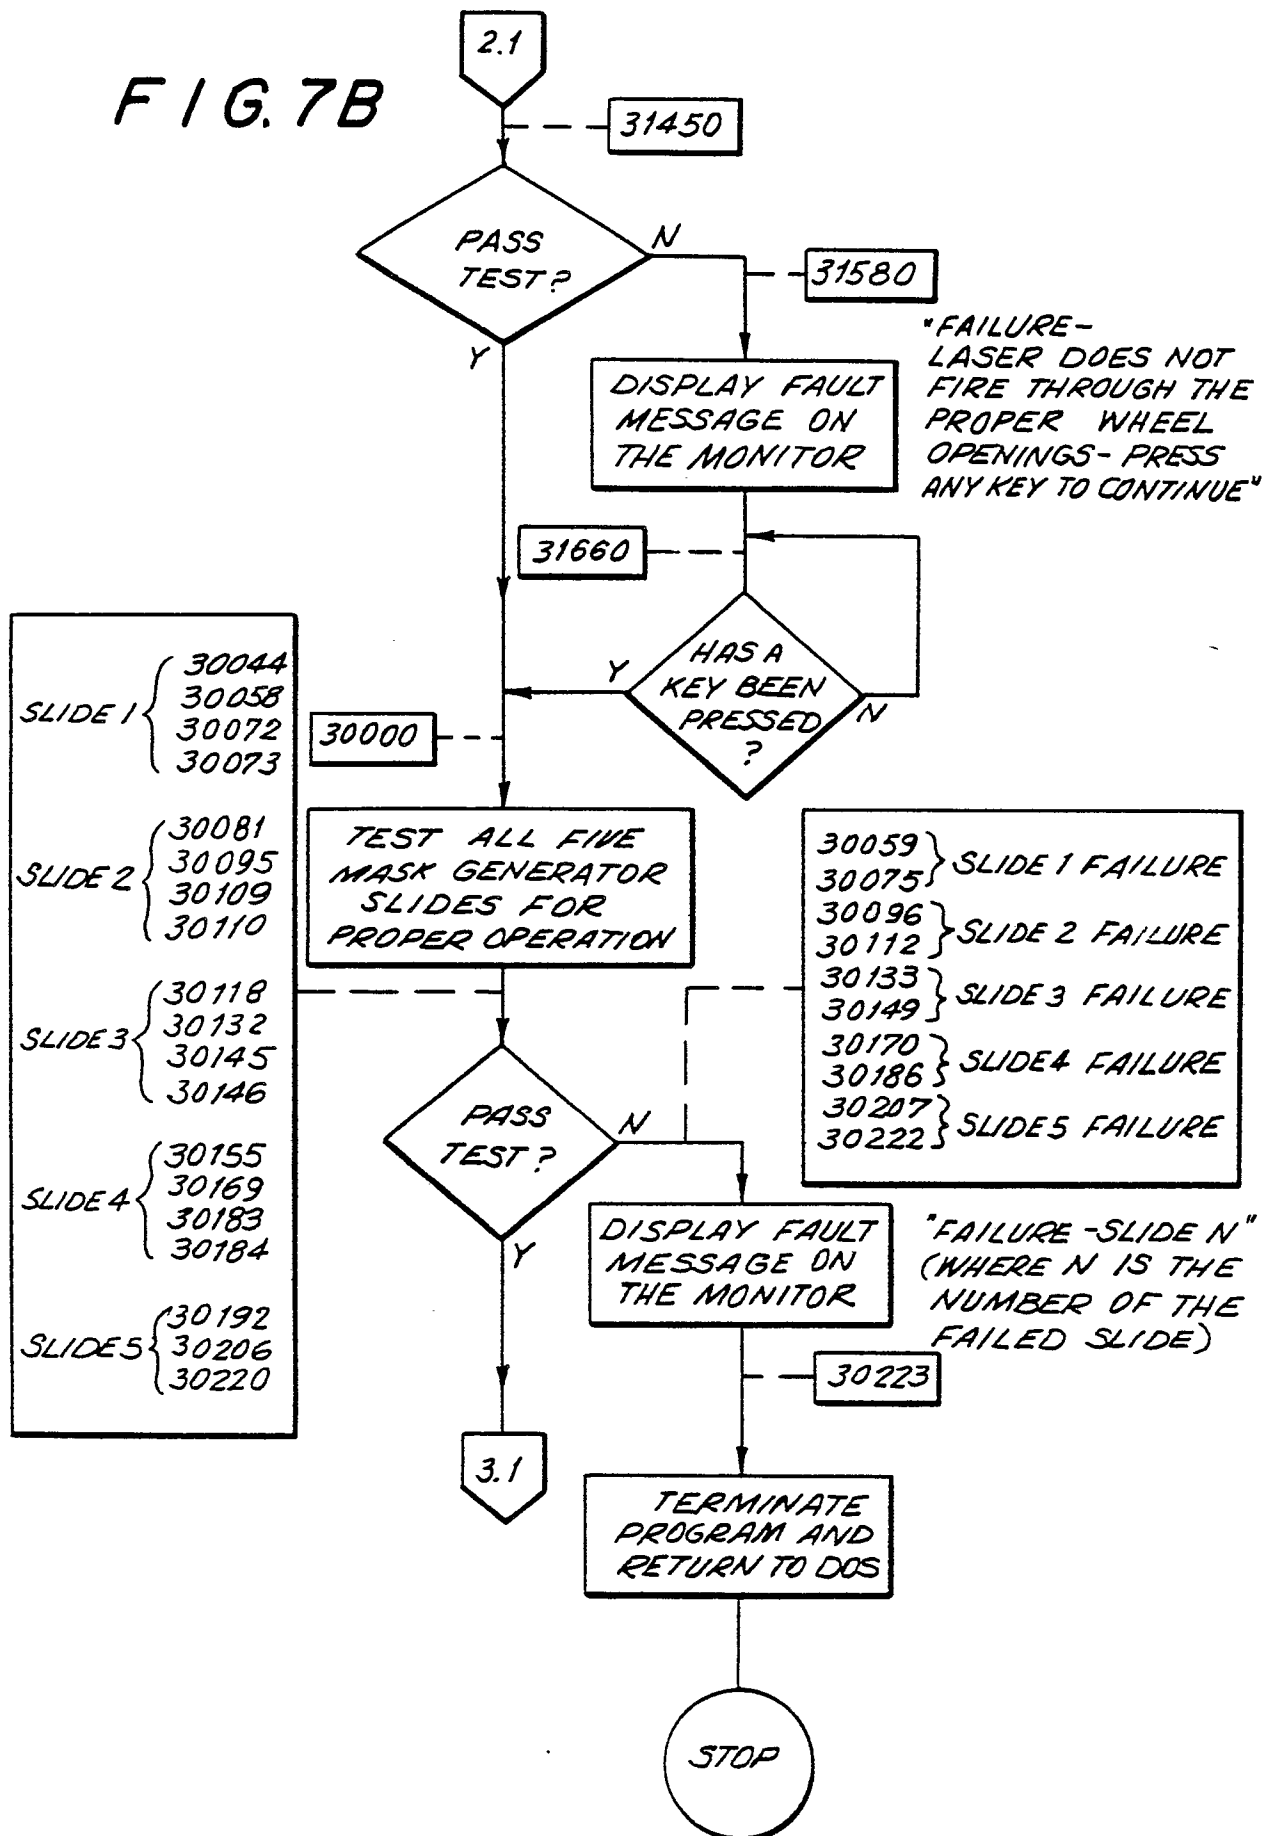 2.1
FIG. 7B
31450
PASS
TEST?
N
Y
31580
"FAILURE-
LASER DOES NOT
FIRE THROUGH THE
PROPER WHEEL
OPENINGS- PRESS
ANY KEY TO CONTINUE"
DISPLAY FAULT
MESSAGE ON
THE MONITOR
31660
HAS A
KEY BEEN
PRESSED
?
Y
N
30000
SLIDE 1
30044
30058
30072
30073
SLIDE 2
30081
30095
30109
30110
SLIDE 3
30118
30132
30145
30146
SLIDE 4
30155
30169
30183
30184
SLIDE 5
30192
30206
30220
TEST ALL FIVE
MASK GENERATOR
SLIDES FOR
PROPER OPERATION
30059
30075
SLIDE 1 FAILURE
30096
30112
SLIDE 2 FAILURE
30133
30149
SLIDE 3 FAILURE
30170
30186
SLIDE 4 FAILURE
30207
30222
SLIDE 5 FAILURE
PASS
TEST?
N
Y
DISPLAY FAULT
MESSAGE ON
THE MONITOR
"FAILURE - SLIDE N"
(WHERE N IS THE
NUMBER OF THE
FAILED SLIDE)
30223
3.1
TERMINATE
PROGRAM AND
RETURN TO DOS
STOP